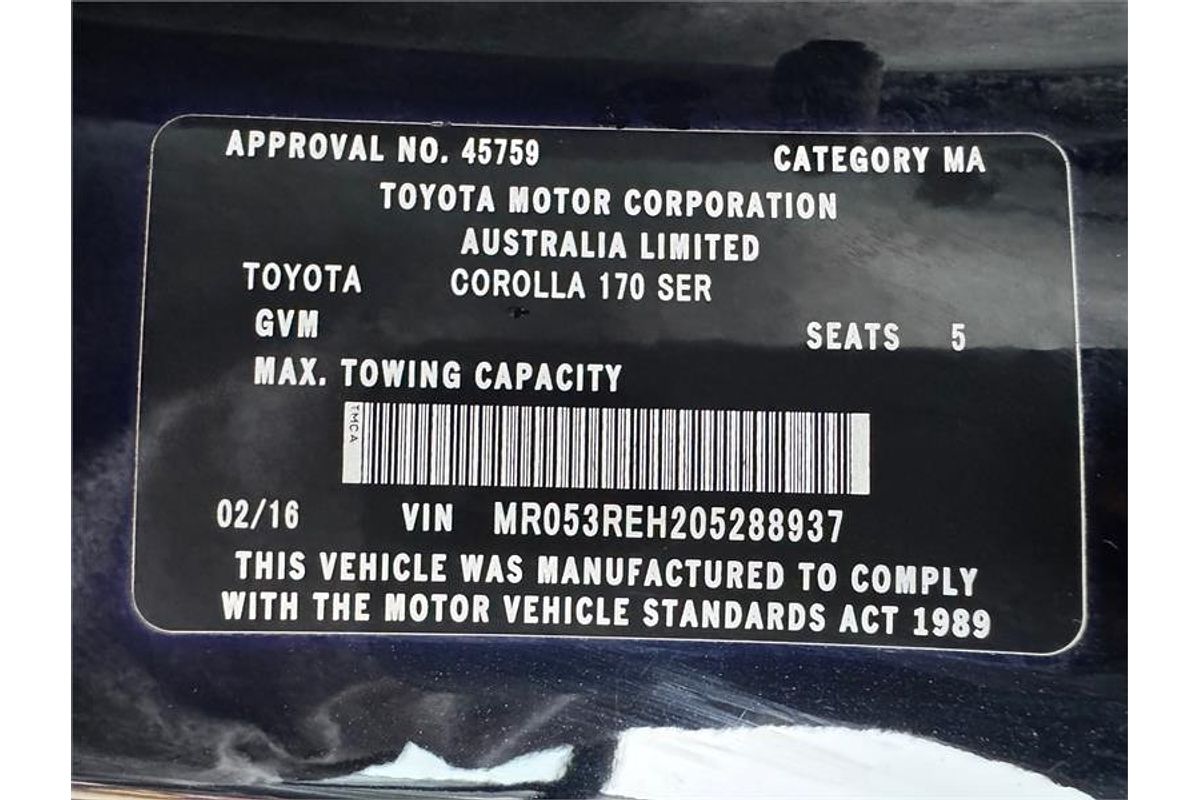 APPROVAL NO. 45759 CATEGORY MA
TOYOTA MOTOR CORPORATION
AUSTRALIA LIMITED
TOYOTA COROLLA 170 SER
GVM SEATS 5
MAX. TOWING CAPACITY
TMCA
02/16 VIN MR053REH205288937
THIS VEHICLE WAS MANUFACTURED TO COMPLY
WITH THE MOTOR VEHICLE STANDARDS ACT 1989